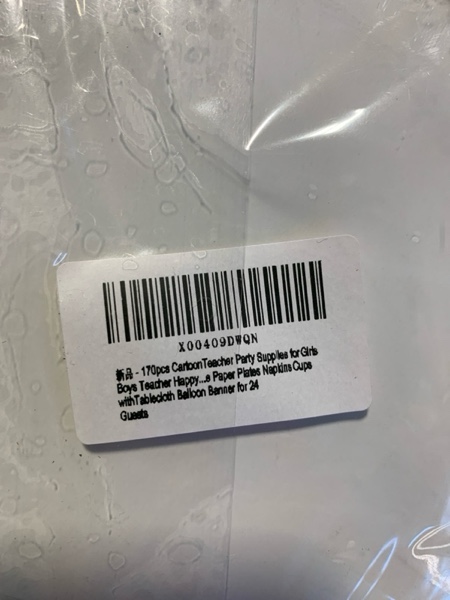 X00409DWQN
新品 - 170pcs CartoonTeacher Party Supplies for Girls
Boys Teacher Happy...e Paper Plates Napkins Cups
withTablecloth Balloon Banner for 24
Guests